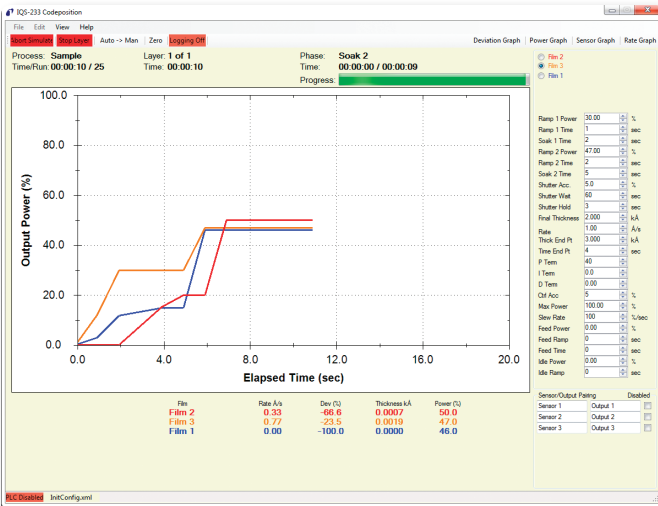 IQS-233 Codeposition
File Edit View Help
Abort Simulate Stop Layer Auto -> Man Zero Logging Off Deviation Graph Power Graph Sensor Graph Rate Graph
Process: Sample Layer: 1 of 1 Phase: Soak 2
Time/Run: 00:00:10 / 25 Time: 00:00:10 Time: 00:00:00 / 00:00:09
Progress:
Film 2
Film 3
Film 1
100.0
80.0
60.0
40.0
20.0
0.0
Output Power (%)
0.0 4.0 8.0 12.0 16.0 20.0
Elapsed Time (sec)
Ramp 1 Power 30.00 %
Ramp 1 Time 1 sec
Soak 1 Time 2 sec
Ramp 2 Power 47.00 %
Ramp 2 Time 2 sec
Soak 2 Time 5 sec
Shutter Acc. 5.0 %
Shutter Wait 60 sec
Shutter Hold 3 sec
Final Thickness 2.000 kÅ
Rate 1.00 Å/s
Thick End Pt 3.000 kÅ
Time End Pt 4 sec
P Term 40
I Term 0.0
D Term 0.00
Ctrl Acc 5 %
Max Power 100.00 %
Slew Rate 100 %/sec
Feed Power 0.00 %
Feed Ramp 0 sec
Feed Time 0 sec
Idle Power 0.00 %
Idle Ramp 0 sec
Film Rate Å/s Dev (%) Thickness kÅ Power (%)
Film 2 0.33 -66.6 0.0007 50.0
Film 3 0.77 -23.5 0.0019 47.0
Film 1 0.00 -100.0 0.0000 46.0
Sensor/Output Pairing Disabled
Sensor 1 Output 1
Sensor 2 Output 2
Sensor 3 Output 3
PLC Disabled InitConfig.xml